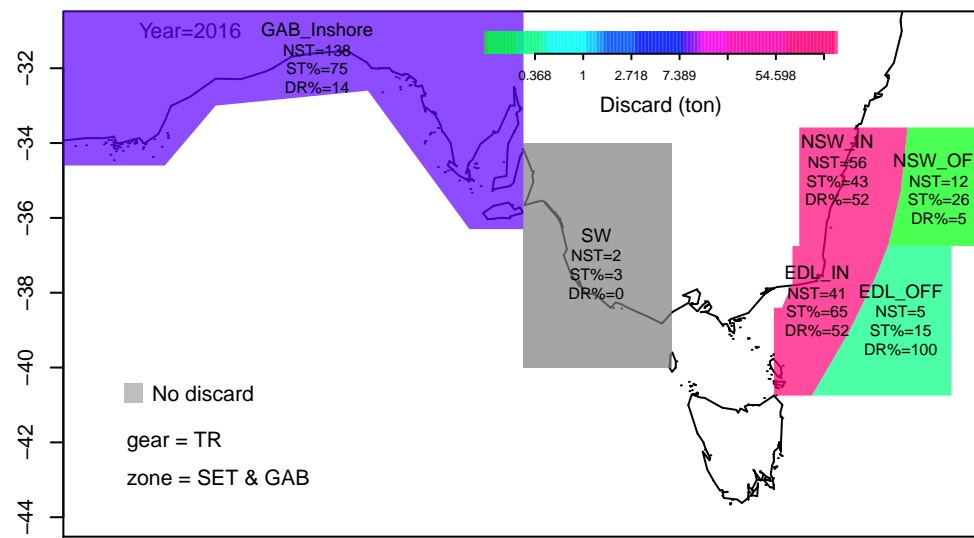 Year=2016
GAB_Inshore
NST=138
ST%=75
DR%=14
0.368 1 2.718 7.389 54.598
Discard (ton)
NSW_IN
NST=56
ST%=43
DR%=52
NSW_OF
NST=12
ST%=26
DR%=5
SW
NST=2
ST%=3
DR%=0
EDL_IN
NST=41
ST%=65
DR%=52
EDL_OFF
NST=5
ST%=15
DR%=100
No discard
gear = TR
zone = SET & GAB
−32
−34
−36
−38
−40
−42
−44